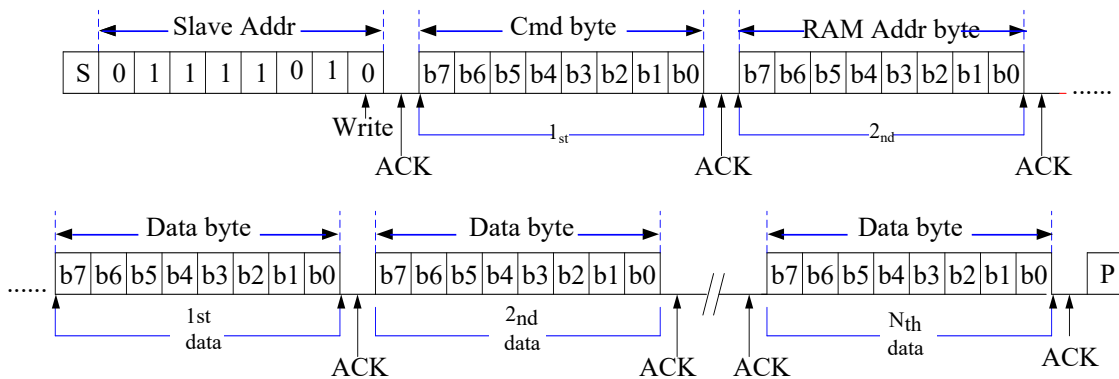 Slave Addr Cmd byte RAM Addr byte
S 0 1 1 1 1 0 1 0 b7 b6 b5 b4 b3 b2 b1 b0 b7 b6 b5 b4 b3 b2 b1 b0 ......
Write 1st 2nd
ACK ACK ACK
Data byte Data byte Data byte
...... b7 b6 b5 b4 b3 b2 b1 b0 b7 b6 b5 b4 b3 b2 b1 b0 // b7 b6 b5 b4 b3 b2 b1 b0 P
1st 2nd Nth
data data data
ACK ACK ACK ACK